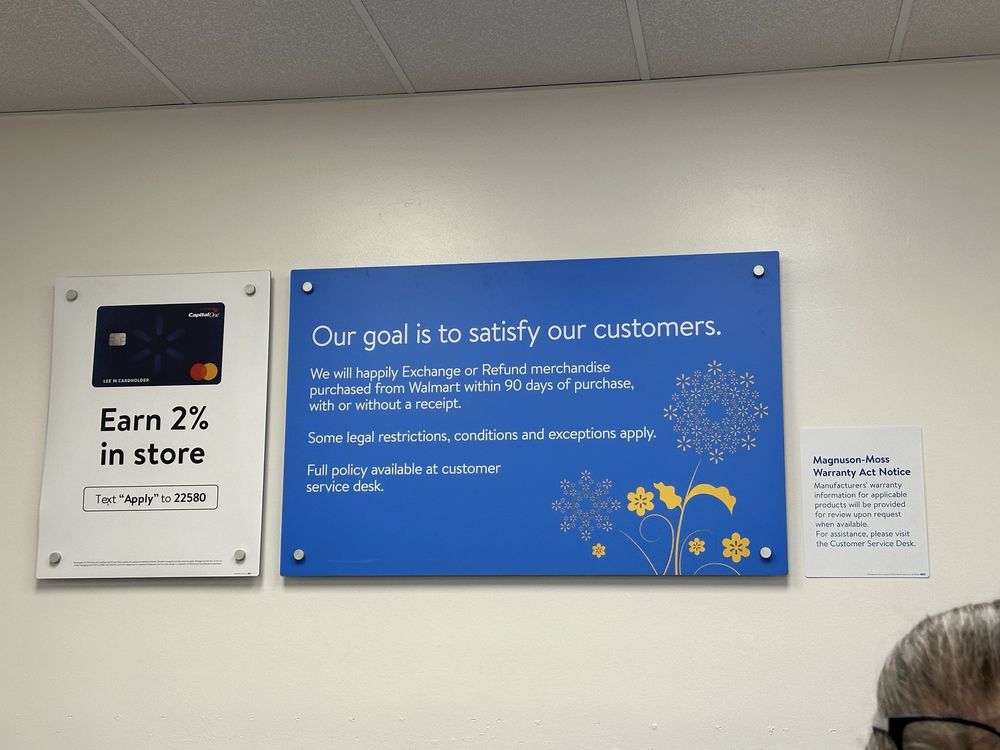 CapitalOne
LEE M CARDHOLDER
Earn 2%
in store
Text “Apply” to 22580
Our goal is to satisfy our customers.
We will happily Exchange or Refund merchandise
purchased from Walmart within 90 days of purchase,
with or without a receipt.
Some legal restrictions, conditions and exceptions apply.
Full policy available at customer
service desk.
Magnuson-Moss
Warranty Act Notice
Manufacturers' warranty
information for applicable
products will be provided
for review upon request
when available.
For assistance, please visit
the Customer Service Desk.